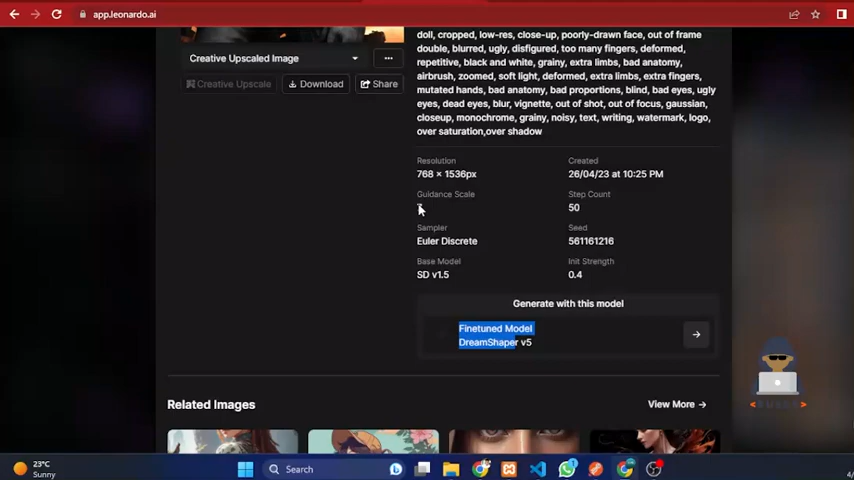 app.leonardo.ai
doll, cropped, low-res, close-up, poorly-drawn face, out of frame
Creative Upscaled Image
double, blurred, ugly, disfigured, too many fingers, deformed,
repetitive, black and white, grainy, extra limbs, bad anatomy,
Creative Upscale
Download
Share
airbrush, zoomed, soft light, deformed, extra limbs, extra fingers,
mutated hands, bad anatomy, bad proportions, blind, bad eyes, ugly
eyes, dead eyes, blur, vignette, out of shot, out of focus, gaussian,
closeup, monochrome, grainy, noisy, text, writing, watermark, logo,
over saturation,over shadow
Resolution
Created
768 × 1536px
26/04/23 at 10:25 PM
Guidance Scale
Step Count
50
Sampler
Seed
Euler Discrete
561161216
Base Model
Init Strength
SD v1.5
0.4
Generate with this model
Finetuned Model
DreamShaper v5
Related Images
View More →
23°C
Sunny
Search